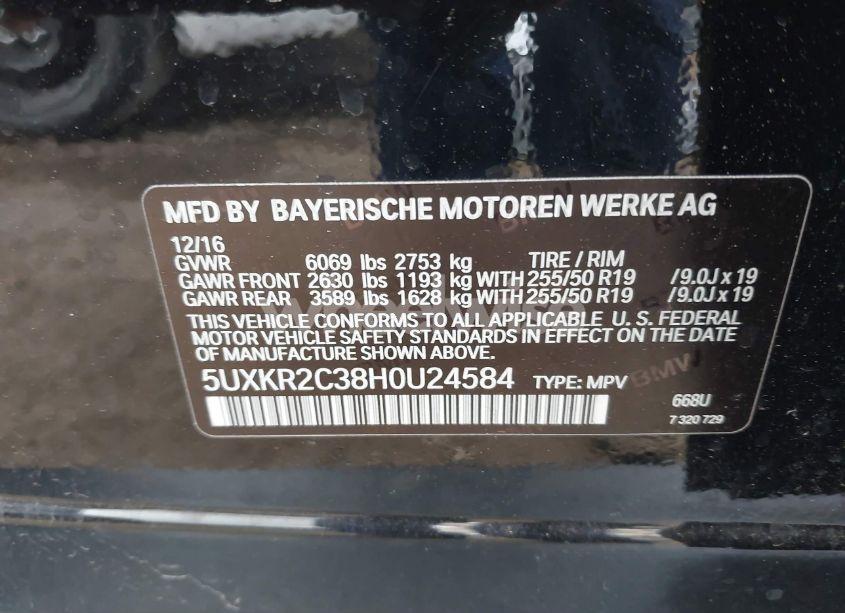 MFD BY BAYERISCHE MOTOREN WERKE AG
12/16
GVWR 6069 lbs 2753 kg TIRE / RIM
GAWR FRONT 2630 lbs 1193 kg WITH 255/50 R19 /9.0J x 19
GAWR REAR 3589 lbs 1628 kg WITH 255/50 R19 /9.0J x 19
THIS VEHICLE CONFORMS TO ALL APPLICABLE U. S. FEDERAL
MOTOR VEHICLE SAFETY STANDARDS IN EFFECT ON THE DATE
OF MANUFACTURE SHOWN ABOVE.
5UXKR2C38H0U24584 TYPE: MPV
668U
7 320 729
BMW
BMW